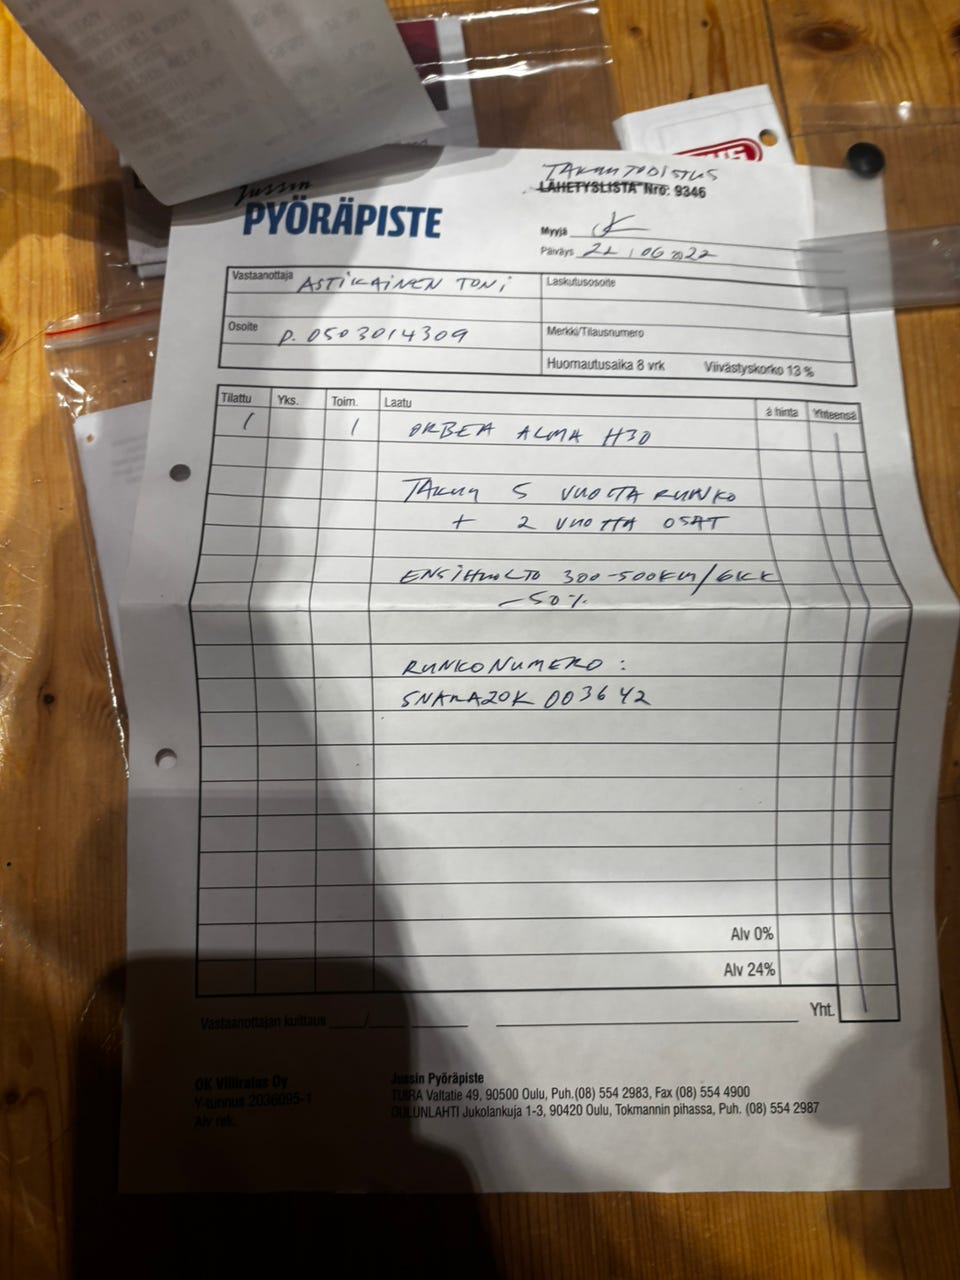 TAKUUTODISTUS
LÄHETYSLISTA Nro: 9346
Jussin
PYÖRÄPISTE
Myyjä
Päiväys 21.06.2022
Vastaanottaja ASTIKAINEN TONI
Laskutusosoite
Osoite P. 0503014309
Merkki/Tilausnumero
Huomautusaika 8 vrk Viivästyskorko 13 %
Tilattu Yks. Toim. Laatu à hinta Yhteensä
1 1 ORBEA ALMA H30
TAKUU 5 VUOTTA RUNKO
+ 2 VUOTTA OSAT
ENSIHUOLTO 300-500KM/6KK
-50%
RUNKONUMERO:
003642
Alv 0%
Alv 24%
Yht.
Vastaanottajan kuittaus
OK Villiratas Oy
Y-tunnus 2036095-1
Alv rek.
Jussin Pyöräpiste
TUIRA Valtatie 49, 90500 Oulu, Puh.(08) 554 2983, Fax (08) 554 4900
OULUNLAHTI Jukolankuja 1-3, 90420 Oulu, Tokmannin pihassa, Puh. (08) 554 2987